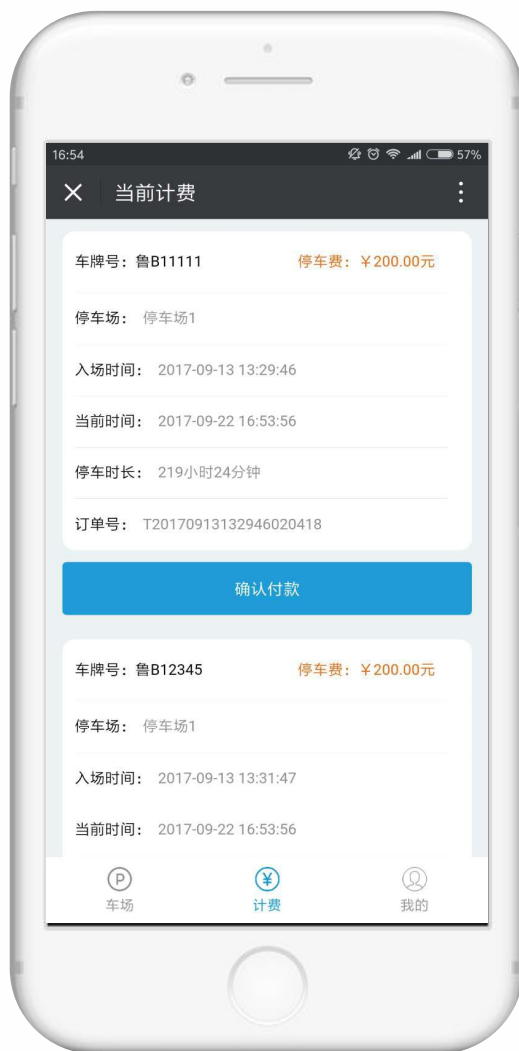 16:54 57%
当前计费
车牌号：鲁B11111 停车费：￥200.00元
停车场： 停车场1
入场时间： 2017-09-13 13:29:46
当前时间： 2017-09-22 16:53:56
停车时长： 219小时24分钟
订单号： T20170913132946020418
确认付款
车牌号：鲁B12345 停车费：￥200.00元
停车场： 停车场1
入场时间： 2017-09-13 13:31:47
当前时间： 2017-09-22 16:53:56
P ¥
车场 计费 我的